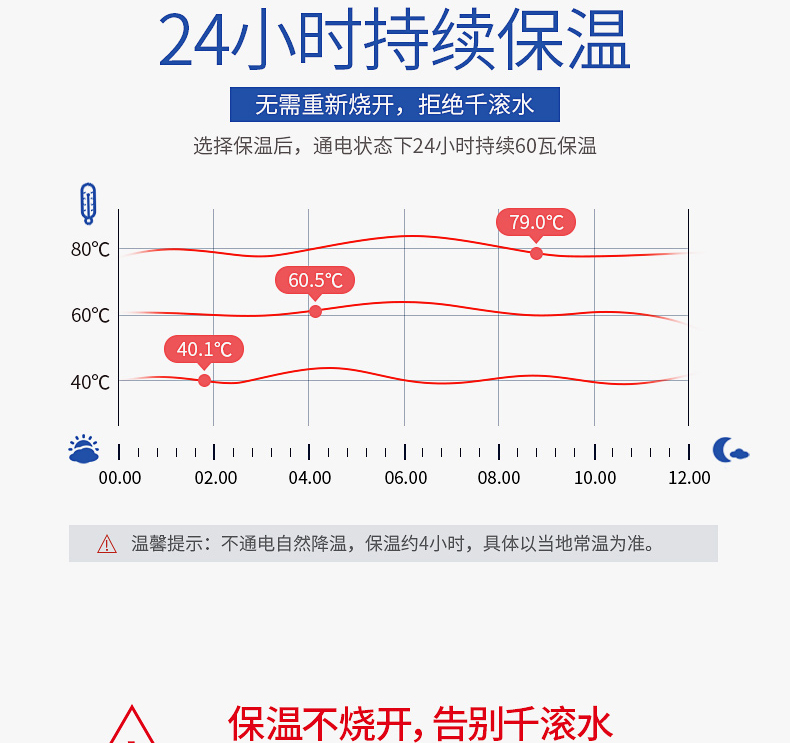 24小时持续保温
无需重新烧开，拒绝千滚水
选择保温后，通电状态下24小时持续60瓦保温
79.0℃
80℃
60.5℃
60℃
40.1℃
40℃
00.00 02.00 04.00 06.00 08.00 10.00 12.00
温馨提示：不通电自然降温，保温约4小时，具体以当地常温为准。
保温不烧开，告别千滚水